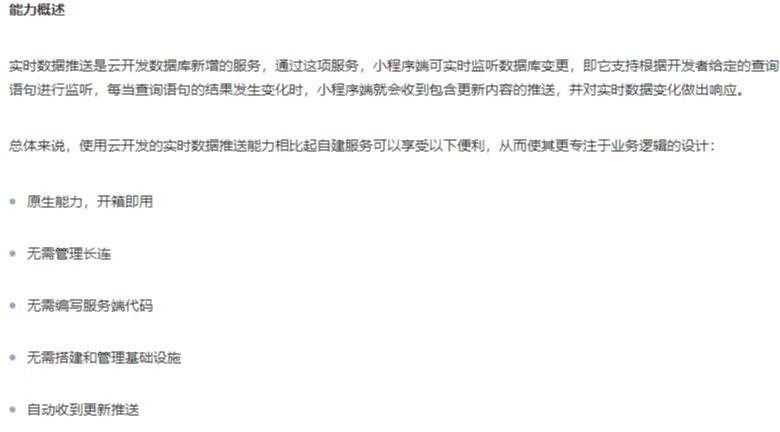 能力概述
实时数据推送是云开发数据库新增的服务，通过这项服务，小程序端可实时监听数据库变更，即它支持根据开发者给定的查询
语句进行监听，每当查询语句的结果发生变化时，小程序端就会收到包含更新内容的推送，并对实时数据变化做出响应。
总体来说，使用云开发的实时数据推送能力相比起自建服务可以享受以下便利，从而使其更专注于业务逻辑的设计：
原生能力，开箱即用
无需管理长连
无需编写服务端代码
无需搭建和管理基础设施
自动收到更新推送